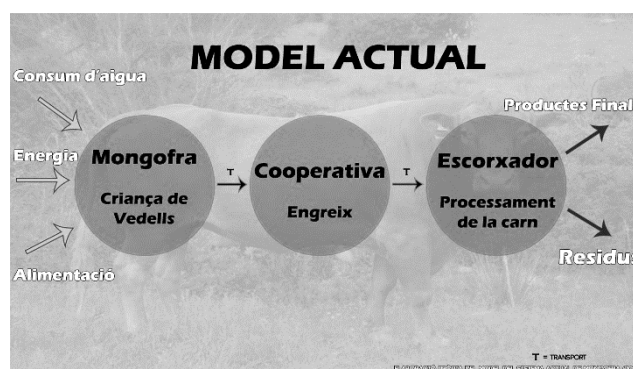 MODEL ACTUAL
Consum d'aigua
Energia
Alimentació
Mongofra
Criança de
Vedells
T
Cooperativa
Engreix
T
Escorxador
Processament
de la carn
Productes Final
Residus
T = TRANSPORT